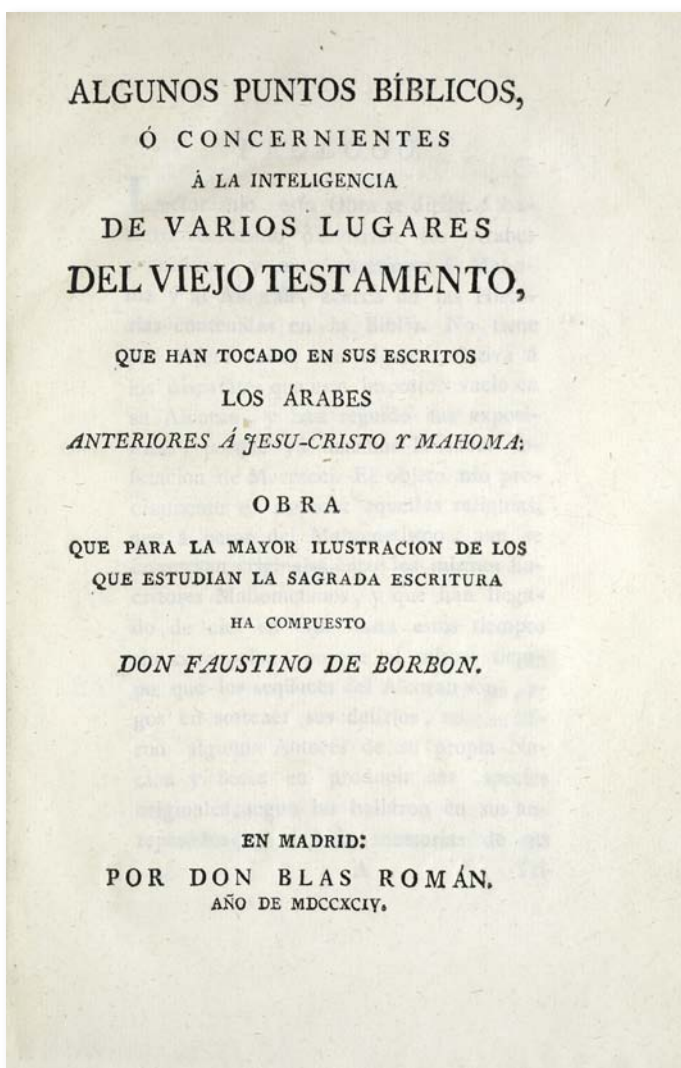 ALGUNOS PUNTOS BÍBLICOS,
Ó CONCERNIENTES
Á LA INTELIGENCIA
DE VARIOS LUGARES
DEL VIEJO TESTAMENTO,
QUE HAN TOCADO EN SUS ESCRITOS
LOS ÁRABES
ANTERIORES Á JESU-CRISTO Y MAHOMA;
OBRA
QUE PARA LA MAYOR ILUSTRACION DE LOS
QUE ESTUDIAN LA SAGRADA ESCRITURA
HA COMPUESTO
DON FAUSTINO DE BORBON.
EN MADRID:
POR DON BLAS ROMÁN.
AÑO DE MDCCXCIV.